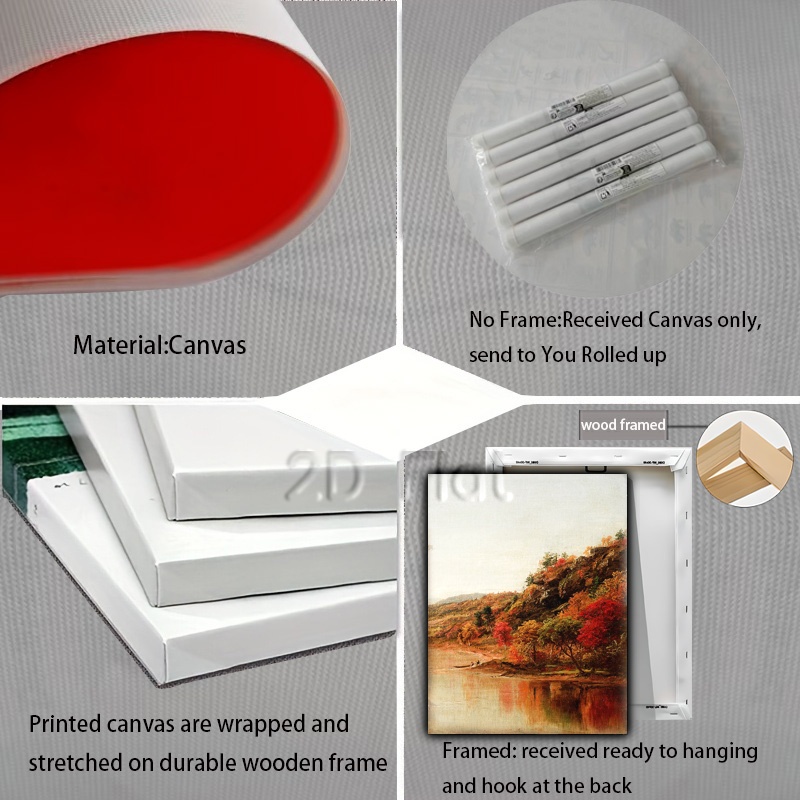 Material:Canvas
No Frame:Received Canvas only,
send to You Rolled up
2D Flat
wood framed
Printed canvas are wrapped and
stretched on durable wooden frame
Framed: received ready to hanging
and hook at the back